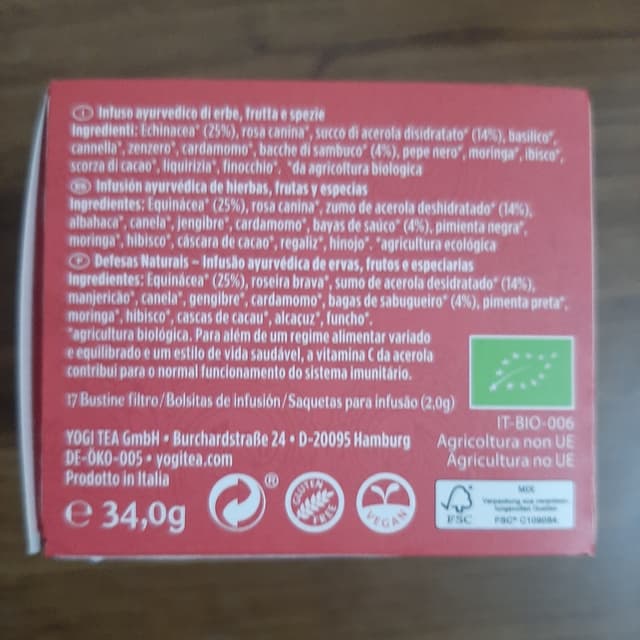 I Infuso ayurvedico di erbe, frutta e spezie
Ingredienti: Echinacea* (25%), rosa canina*, succo di acerola disidratato* (14%), basilico*,
cannella*, zenzero*, cardamomo*, bacche di sambuco* (4%), pepe nero*, moringa*, ibisco*,
scorza di cacao*, liquirizia*, finocchio*. *da agricoltura biologica
Infusión ayurvédica de hierbas, frutas y especias
Ingredientes: Equinácea* (25%), rosa canina*, zumo de acerola deshidratado* (14%),
albahaca*, canela*, jengibre*, cardamomo*, bayas de saúco* (4%), pimienta negra*,
moringa*, hibisco*, cáscara de cacao*, regaliz*, hinojo*. *agricultura ecológica
P Defesas Naturais – Infusão ayurvédica de ervas, frutos e especiarias
Ingredientes: Equinácea* (25%), roseira brava*, sumo de acerola desidratado* (14%),
manjericão*, canela*, gengibre*, cardamomo*, bagas de sabugueiro* (4%), pimenta preta*,
moringa*, hibisco*, cascas de cacau*, alcaçuz*, funcho*.
*agricultura biológica. Para além de um regime alimentar variado
e equilibrado e um estilo de vida saudável, a vitamina C da acerola
contribui para o normal funcionamento do sistema imunitário.
17 Bustine filtro/Bolsitas de infusión/Saquetas para infusão (2,0g)
IT-BIO-006
Agricoltura non UE
Agricultura no UE
YOGI TEA GmbH • Burchardstraße 24 • D-20095 Hamburg
DE-ÖKO-005 • yogitea.com
Prodotto in Italia
℮ 34,0g
®
GLUTEN FREE
VEGAN
FSC
MIX
Verpackung aus verantwor-
tungsvollen Quellen
FSC® C109084